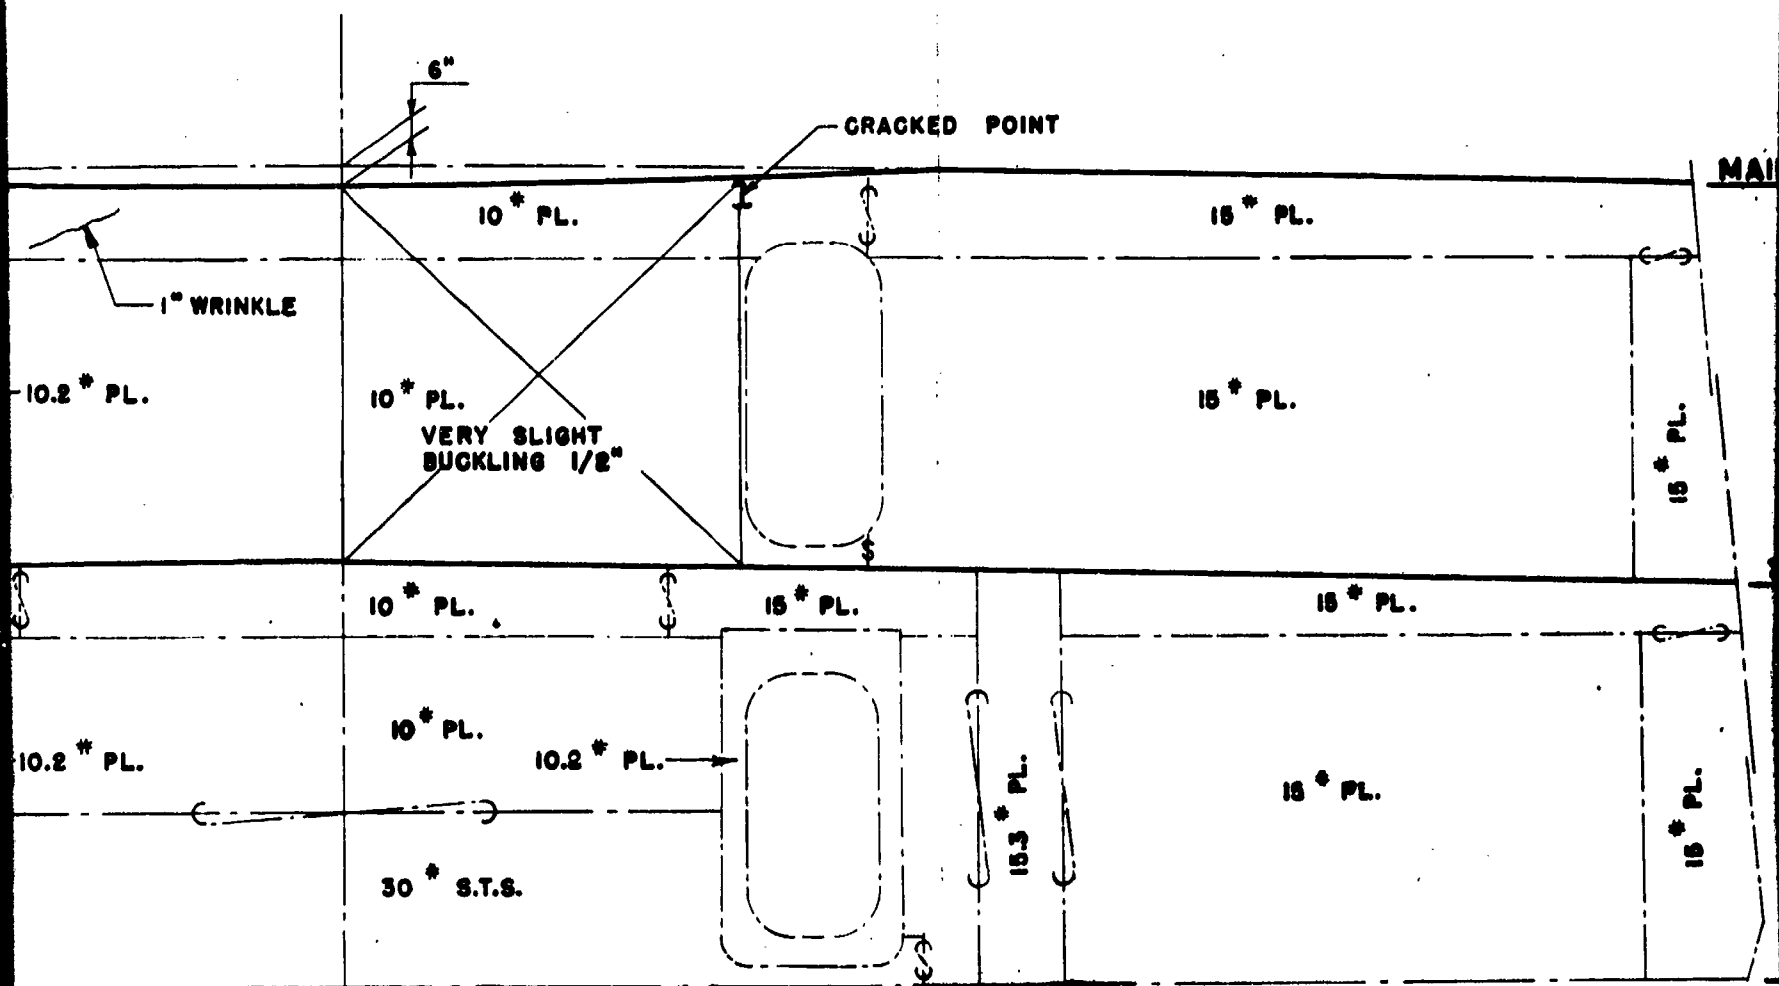 6"
CRACKED POINT
MAI
10# PL.
15# PL.
1" WRINKLE
10.2# PL.
10# PL.
15# PL.
VERY SLIGHT
BUCKLING 1/2"
15# PL.
10# PL.
15# PL.
15# PL.
10# PL.
10.2# PL.
10.2# PL.
15.3# PL.
15# PL.
15# PL.
30# S.T.S.